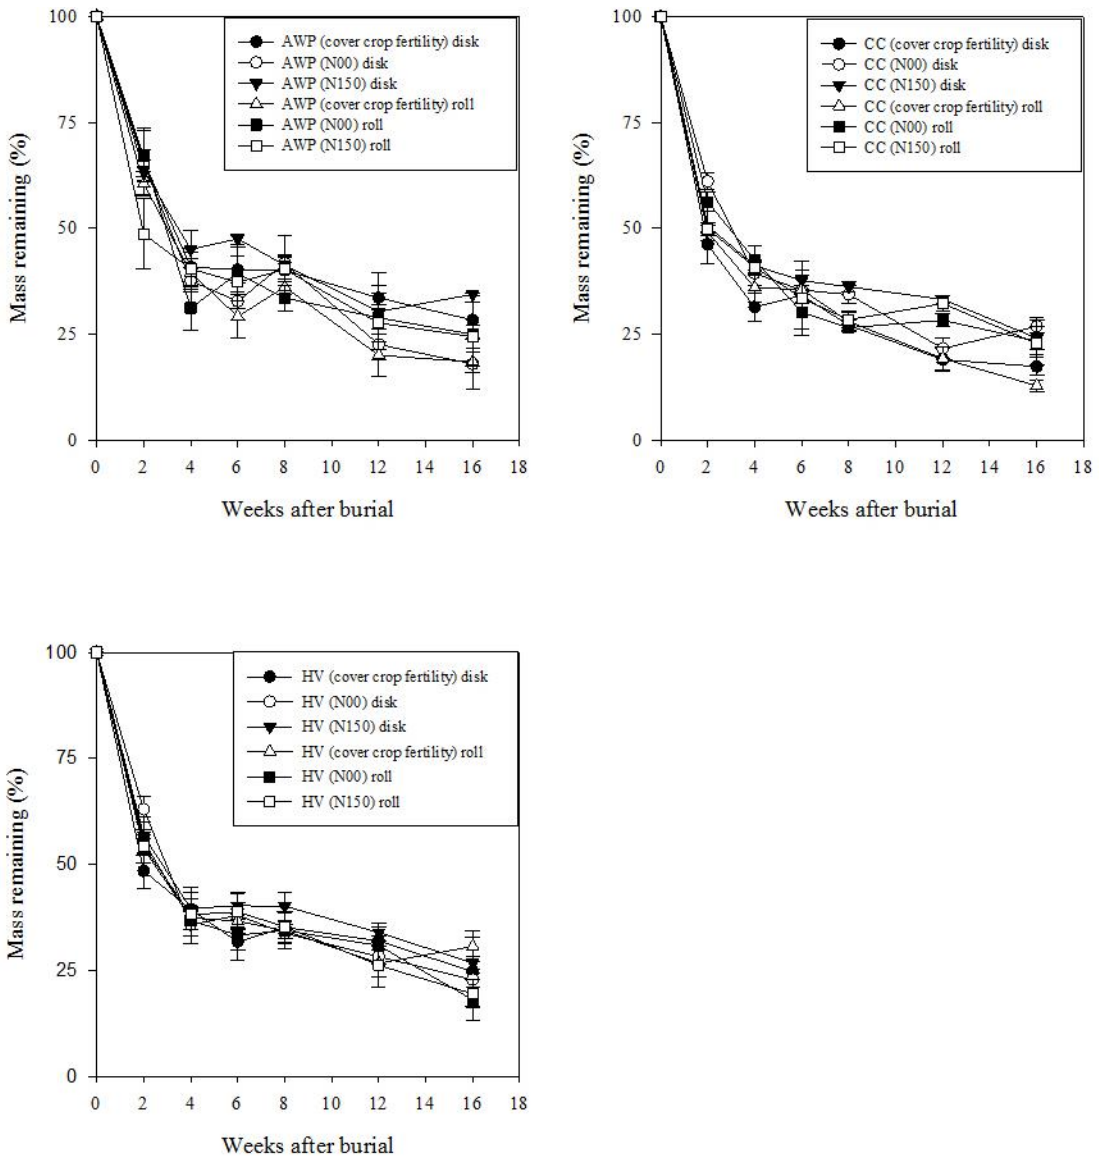 100
75
50
25
0
Mass remaining (%)
AWP (cover crop fertility) disk
AWP (N00) disk
AWP (N150) disk
AWP (cover crop fertility) roll
AWP (N00) roll
AWP (N150) roll
0 2 4 6 8 10 12 14 16 18
Weeks after burial
100
75
50
25
0
Mass remaining (%)
CC (cover crop fertility) disk
CC (N00) disk
CC (N150) disk
CC (cover crop fertility) roll
CC (N00) roll
CC (N150) roll
0 2 4 6 8 10 12 14 16 18
Weeks after burial
100
75
50
25
0
Mass remaining (%)
HV (cover crop fertility) disk
HV (N00) disk
HV (N150) disk
HV (cover crop fertility) roll
HV (N00) roll
HV (N150) roll
0 2 4 6 8 10 12 14 16 18
Weeks after burial